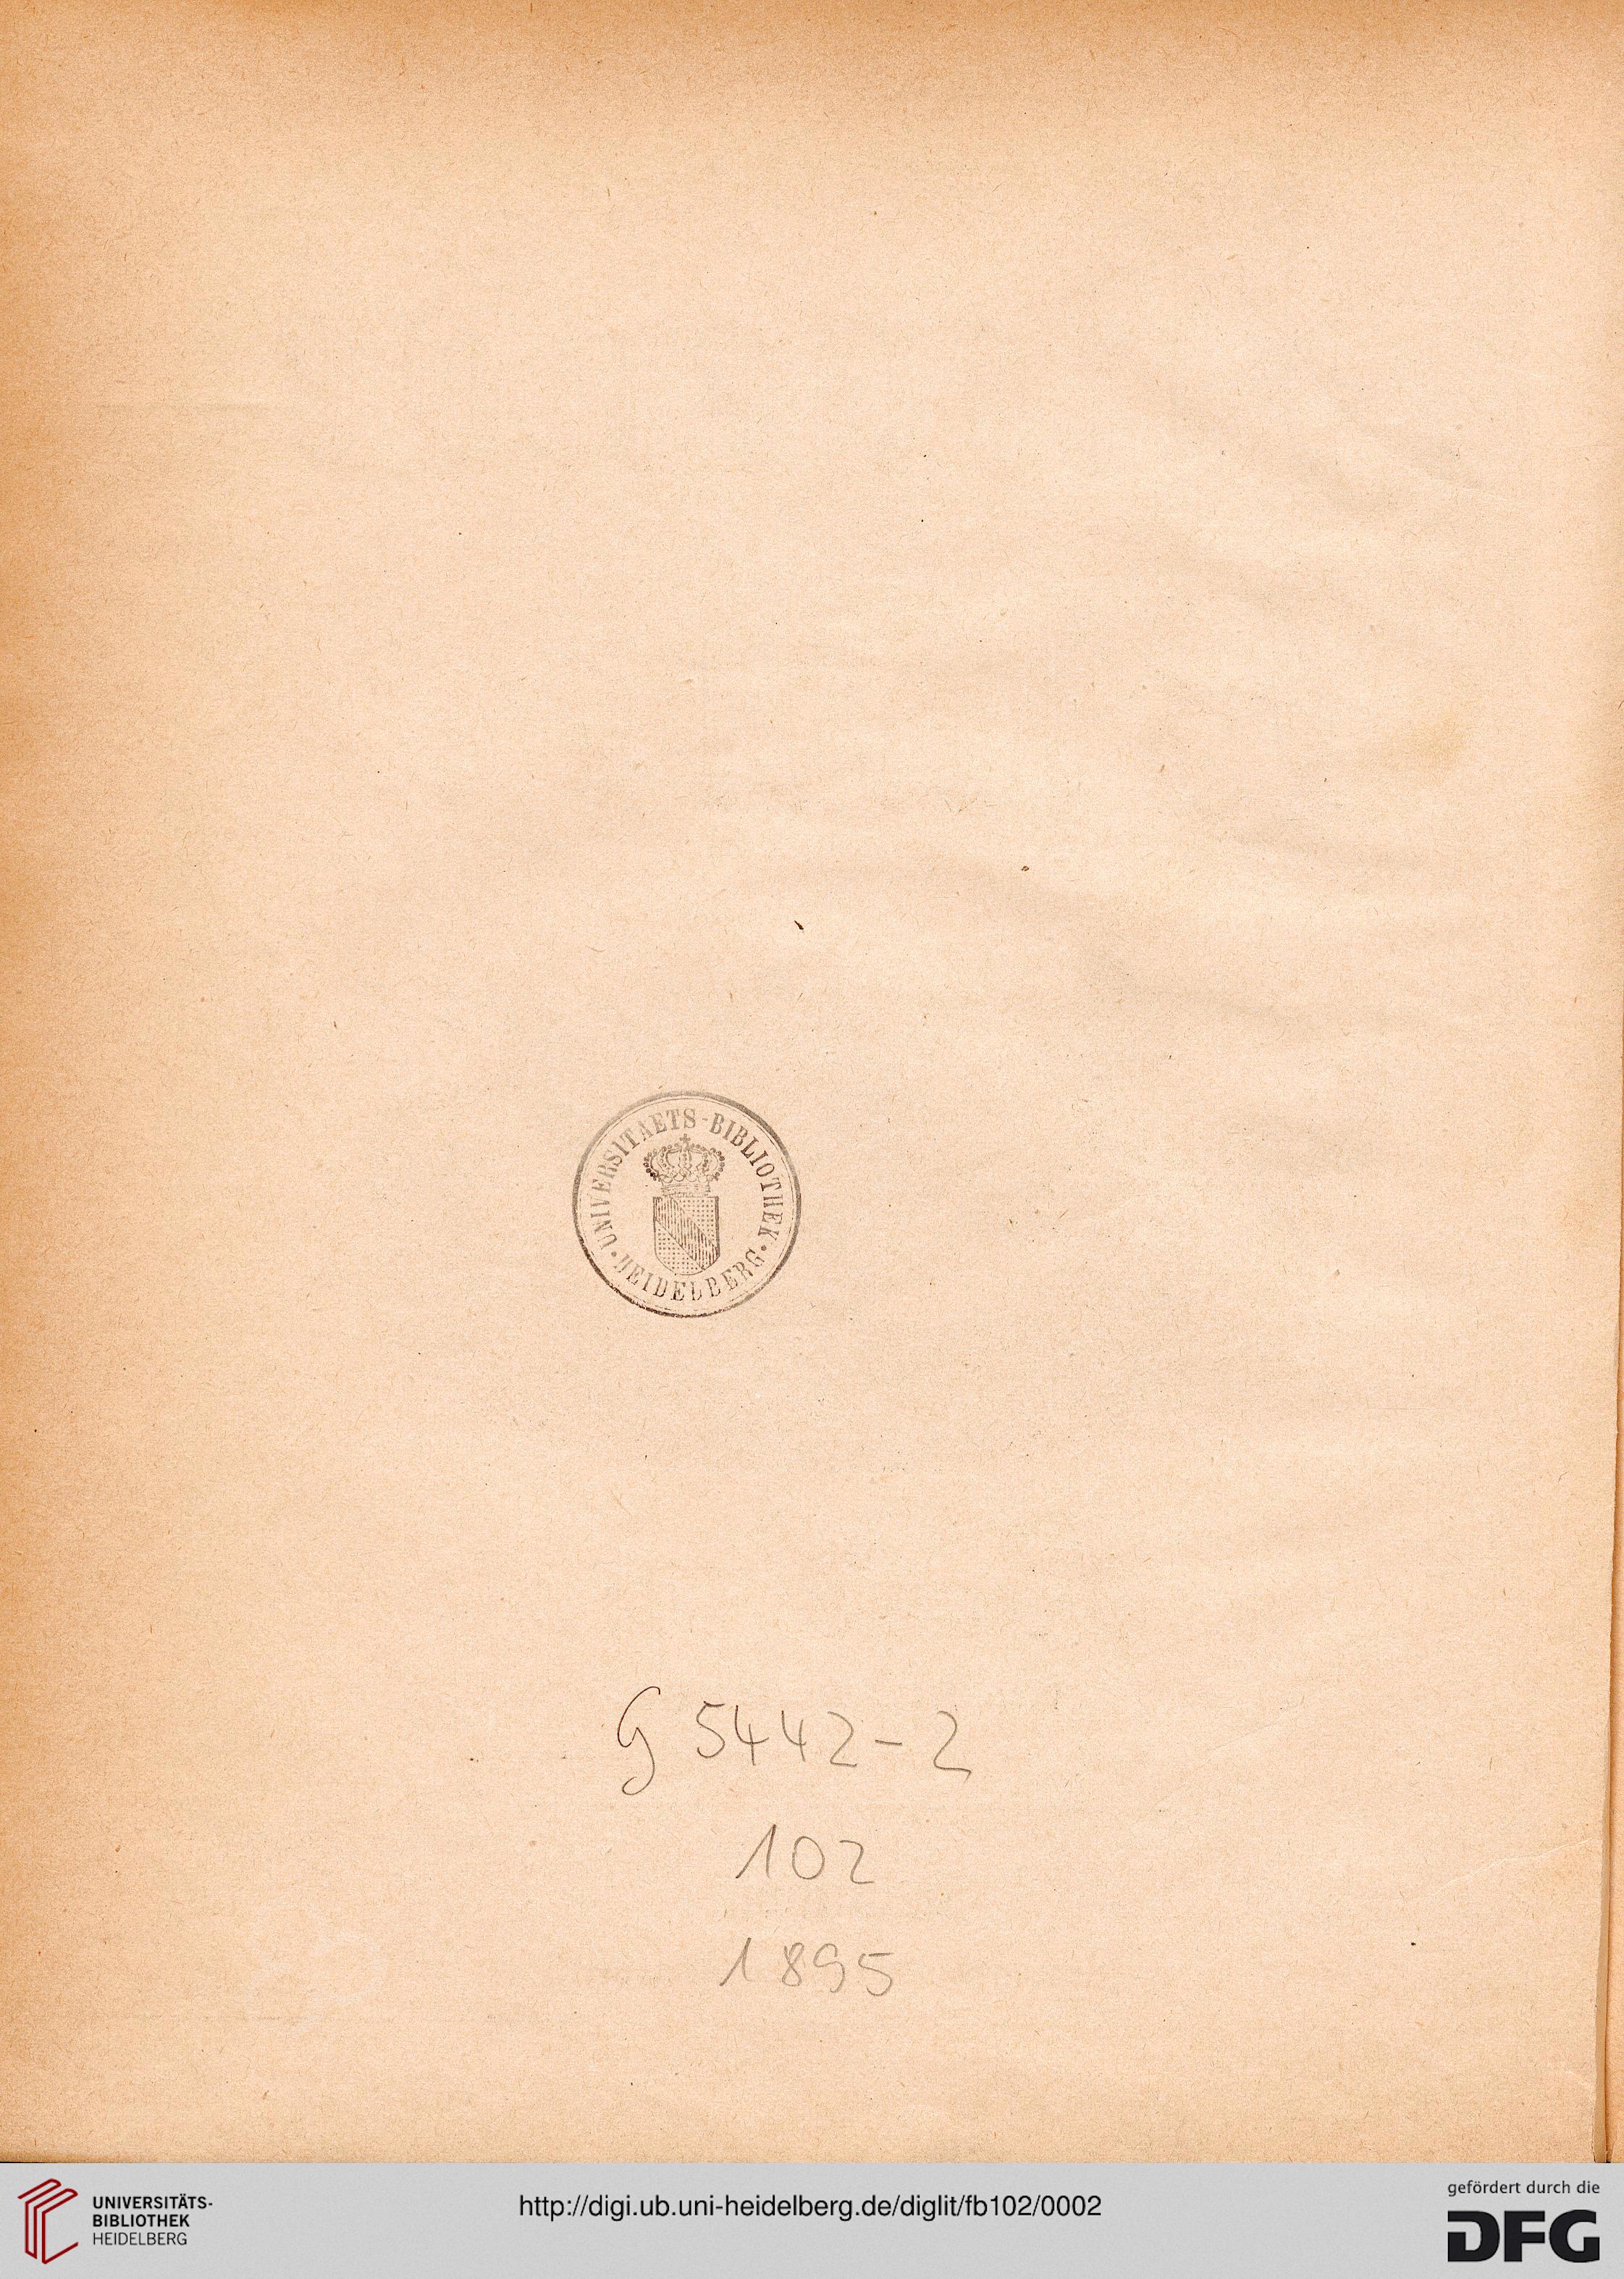 UNIVERSITAETS-BIBLIOTHEK
• HEIDELBERG •
G 5442-2
102
1895
UNIVERSITÄTS-
BIBLIOTHEK
HEIDELBERG
http://digi.ub.uni-heidelberg.de/diglit/fb102/0002
gefördert durch die
DFG